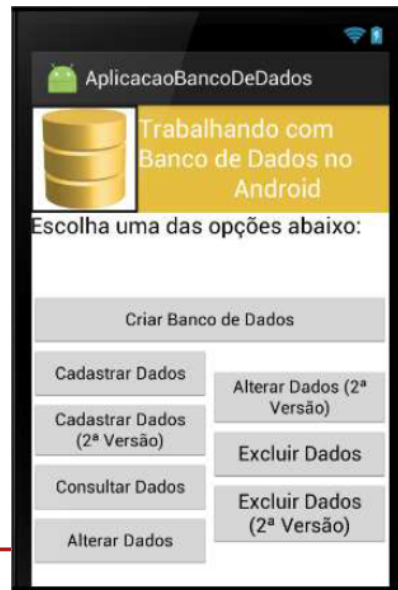 AplicacaoBancoDeDados
Trabalhando com
Banco de Dados no
Android
Escolha uma das opções abaixo:
Criar Banco de Dados
Cadastrar Dados
Cadastrar Dados
(2ª Versão)
Consultar Dados
Alterar Dados
Alterar Dados (2ª
Versão)
Excluir Dados
Excluir Dados
(2ª Versão)